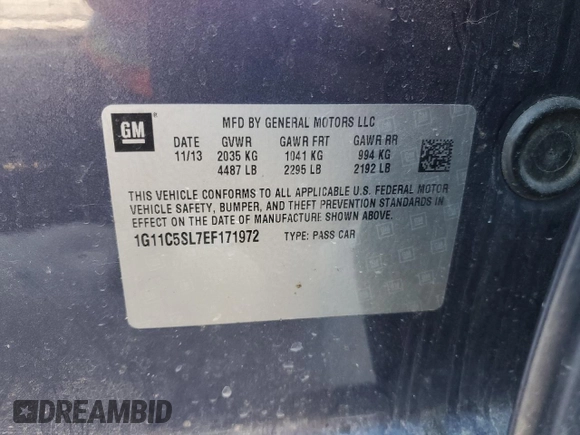 GM
MFD BY GENERAL MOTORS LLC
DATE GVWR GAWR FRT GAWR RR
11/13 2035 KG 1041 KG 994 KG
4487 LB 2295 LB 2192 LB
THIS VEHICLE CONFORMS TO ALL APPLICABLE U.S. FEDERAL MOTOR
VEHICLE SAFETY, BUMPER, AND THEFT PREVENTION STANDARDS IN
EFFECT ON THE DATE OF MANUFACTURE SHOWN ABOVE.
1G11C5SL7EF171972 TYPE: PASS CAR
DREAMBID